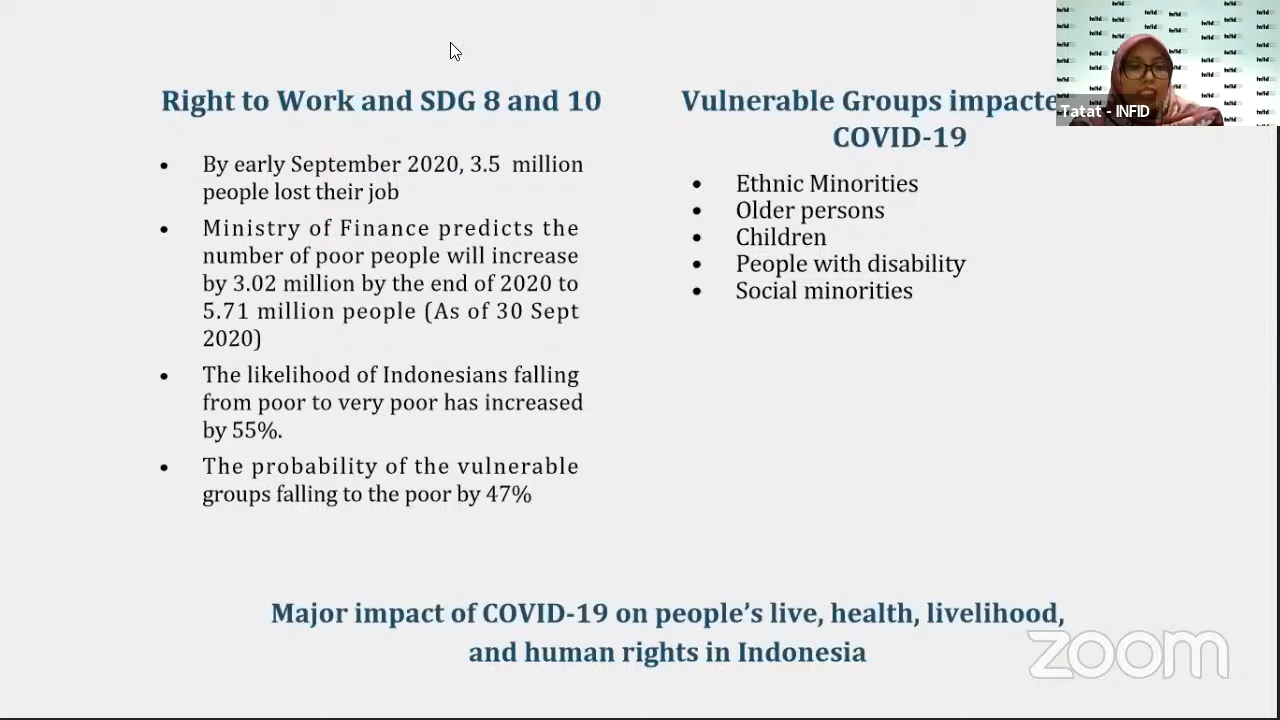 Right to Work and SDG 8 and 10
• By early September 2020, 3.5 million
people lost their job
• Ministry of Finance predicts the
number of poor people will increase
by 3.02 million by the end of 2020 to
5.71 million people (As of 30 Sept
2020)
• The likelihood of Indonesians falling
from poor to very poor has increased
by 55%.
• The probability of the vulnerable
groups falling to the poor by 47%
Vulnerable Groups impacte
COVID-19
• Ethnic Minorities
• Older persons
• Children
• People with disability
• Social minorities
Tatat - INFID
Major impact of COVID-19 on people’s live, health, livelihood,
and human rights in Indonesia
zoom